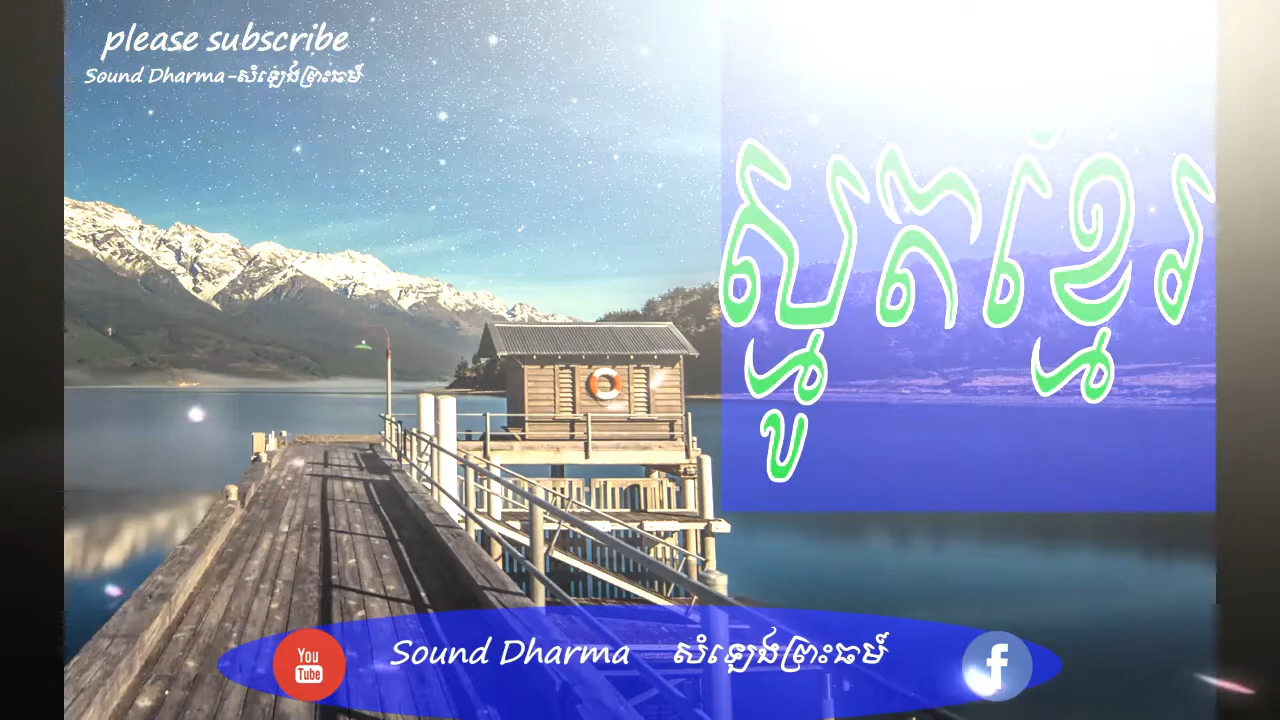 please subscribe
Sound Dharma-សំឡេងព្រះធម៌
ស្មូតខ្មែរ
You
Tube
Sound Dharma សំឡេងព្រះធម៌
f